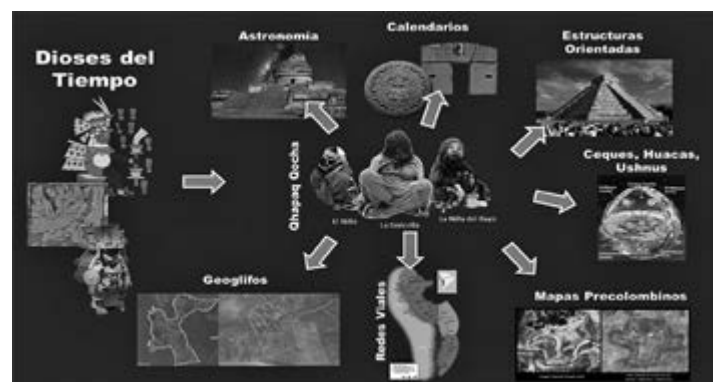 Dioses del
Tiempo
Astronomía
Calendarios
Estructuras
Orientadas
Qhapaq Qocha
El Niño
La Doncella
La Niña del Rayo
Ceques, Huacas,
Ushnus
Geoglifos
Redes Viales
Mapas Precolombinos